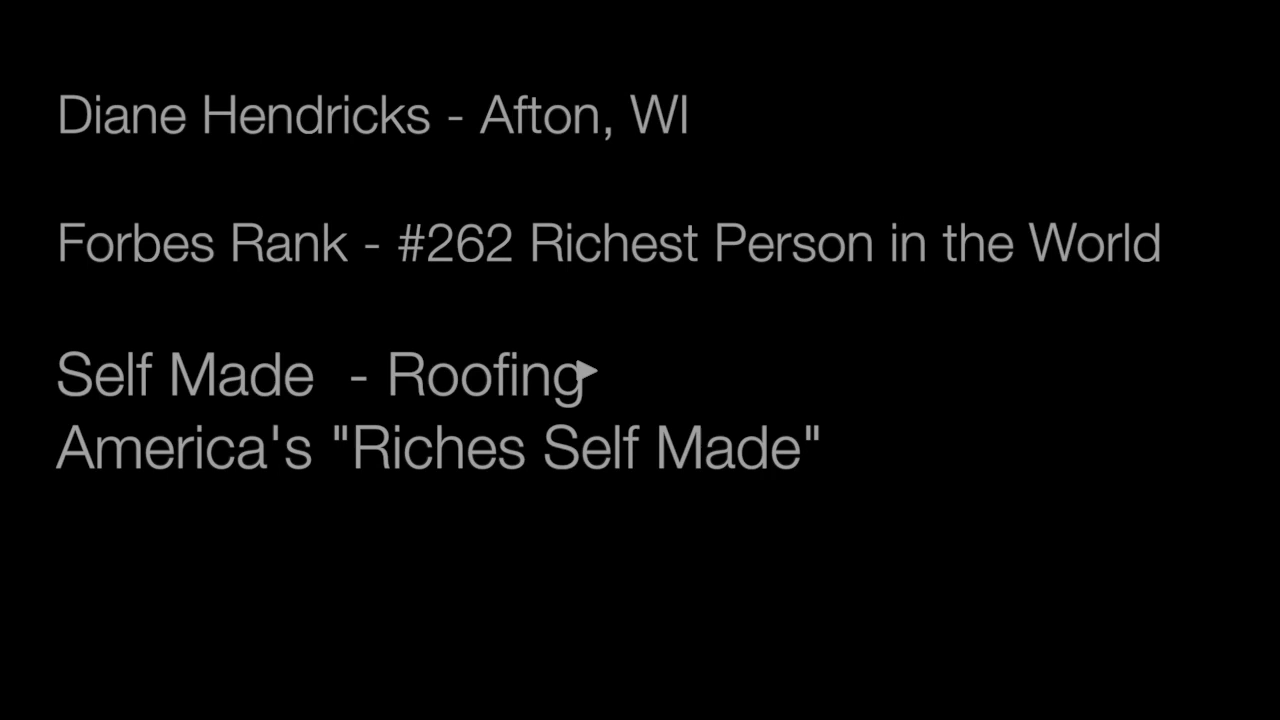 Diane Hendricks - Afton, WI
Forbes Rank - #262 Richest Person in the World
Self Made  - Roofing
America's "Riches Self Made"